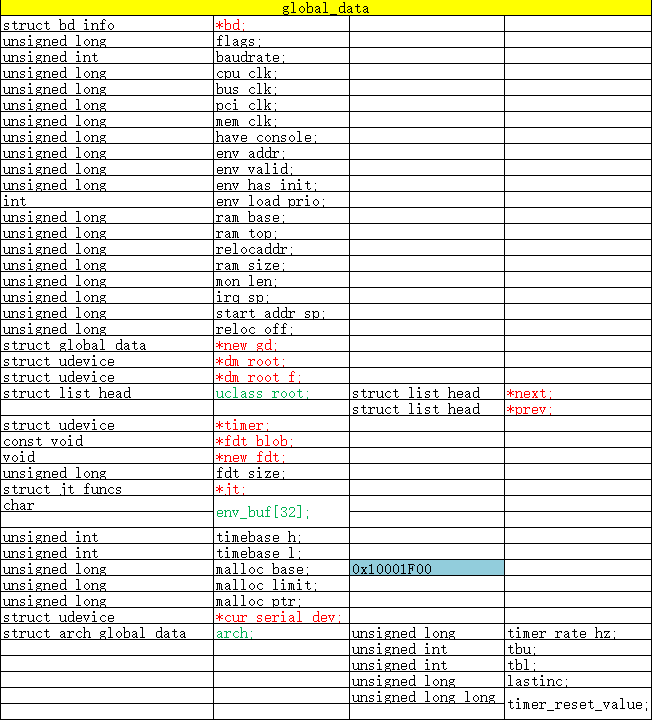 global_data
struct bd_info *bd;
unsigned long flags;
unsigned int baudrate;
unsigned long cpu_clk;
unsigned long bus_clk;
unsigned long pci_clk;
unsigned long mem_clk;
unsigned long have_console;
unsigned long env_addr;
unsigned long env_valid;
unsigned long env_has_init;
int env_load_prio;
unsigned long ram_base;
unsigned long ram_top;
unsigned long relocaddr;
unsigned long ram_size;
unsigned long mon_len;
unsigned long irq_sp;
unsigned long start_addr_sp;
unsigned long reloc_off;
struct global_data *new_gd;
struct udevice *dm_root;
struct udevice *dm_root_f;
struct list_head uclass_root; struct list_head *next;
struct list_head *prev;
struct udevice *timer;
const void *fdt_blob;
void *new_fdt;
unsigned long fdt_size;
struct jt_funcs *jt;
char env_buf[32];
unsigned int timebase_h;
unsigned int timebase_l;
unsigned long malloc_base; 0x10001F00
unsigned long malloc_limit;
unsigned long malloc_ptr;
struct udevice *cur_serial_dev;
struct arch_global_data arch; unsigned long timer_rate_hz;
unsigned int tbu;
unsigned int tbl;
unsigned long lastinc;
unsigned long long timer_reset_value;